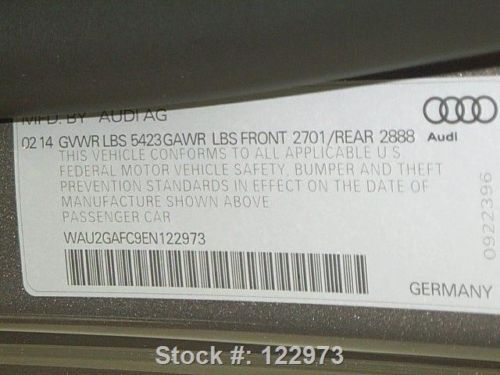 MFD. BY AUDI AG
02 14 GVWR LBS 5423 GAWR LBS FRONT 2701/REAR 2888
Audi
THIS VEHICLE CONFORMS TO ALL APPLICABLE U S
FEDERAL MOTOR VEHICLE SAFETY, BUMPER AND THEFT
PREVENTION STANDARDS IN EFFECT ON THE DATE OF
MANUFACTURE SHOWN ABOVE
PASSENGER CAR
WAU2GAFC9EN122973
0922396
GERMANY
Stock #: 122973